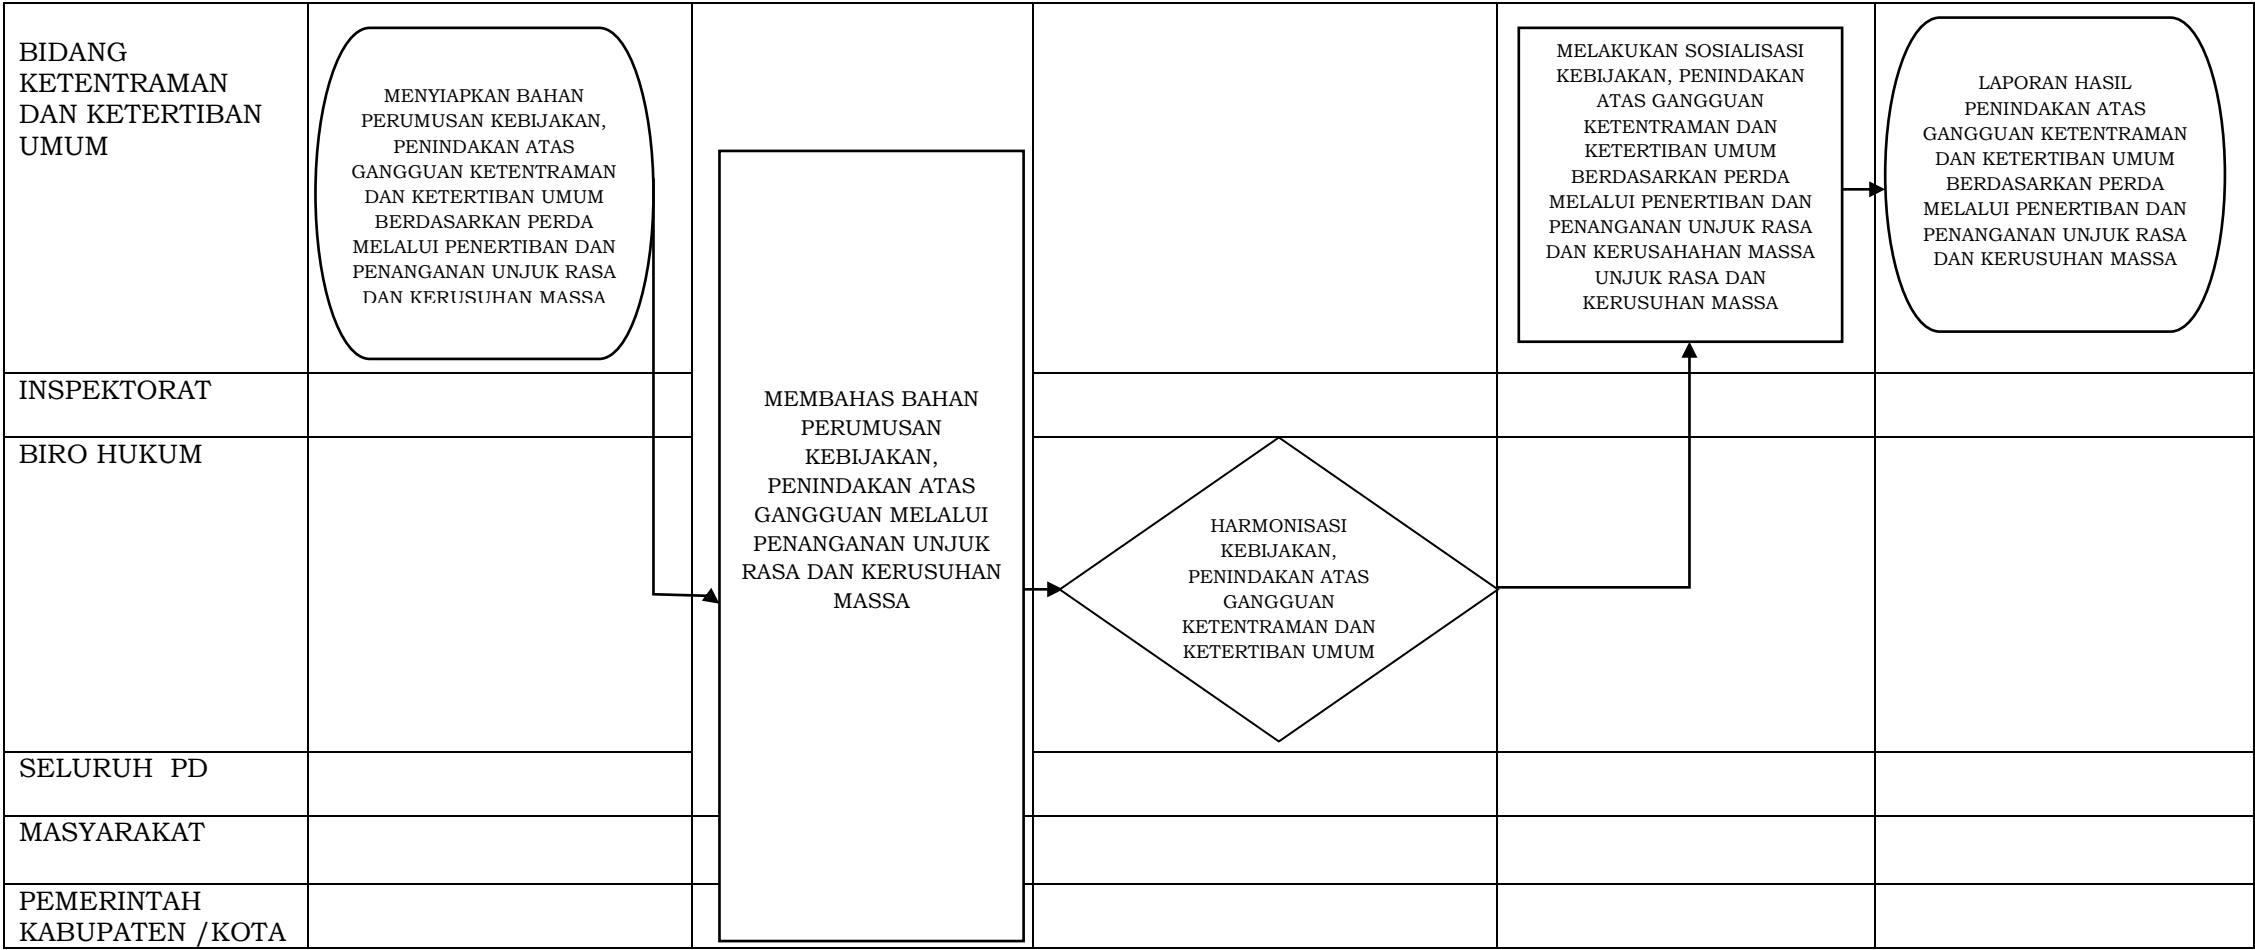 BIDANG
KETENTRAMAN
DAN KETERTIBAN
UMUM
MENYIAPKAN BAHAN
PERUMUSAN KEBIJAKAN,
PENINDAKAN ATAS
GANGGUAN KETENTRAMAN
DAN KETERTIBAN UMUM
BERDASARKAN PERDA
MELALUI PENERTIBAN DAN
PENANGANAN UNJUK RASA
DAN KERUSUHAN MASSA
MELAKUKAN SOSIALISASI
KEBIJAKAN, PENINDAKAN
ATAS GANGGUAN
KETENTRAMAN DAN
KETERTIBAN UMUM
BERDASARKAN PERDA
MELALUI PENERTIBAN DAN
PENANGANAN UNJUK RASA
DAN KERUSAHAHAN MASSA
UNJUK RASA DAN
KERUSUHAN MASSA
LAPORAN HASIL
PENINDAKAN ATAS
GANGGUAN KETENTRAMAN
DAN KETERTIBAN UMUM
BERDASARKAN PERDA
MELALUI PENERTIBAN DAN
PENANGANAN UNJUK RASA
DAN KERUSUHAN MASSA
INSPEKTORAT
MEMBAHAS BAHAN
PERUMUSAN
KEBIJAKAN,
PENINDAKAN ATAS
GANGGUAN MELALUI
PENANGANAN UNJUK
RASA DAN KERUSUHAN
MASSA
BIRO HUKUM
HARMONISASI
KEBIJAKAN,
PENINDAKAN ATAS
GANGGUAN
KETENTRAMAN DAN
KETERTIBAN UMUM
SELURUH  PD
MASYARAKAT
PEMERINTAH
KABUPATEN /KOTA